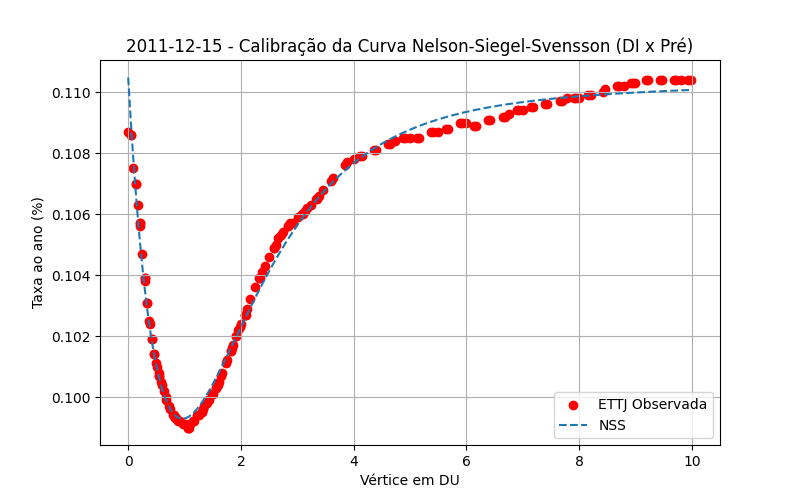 2011-12-15 - Calibração da Curva Nelson-Siegel-Svensson (DI x Pré)
Taxa ao ano (%)
0.110
0.108
0.106
0.104
0.102
0.100
ETTJ Observada
NSS
0 2 4 6 8 10
Vértice em DU